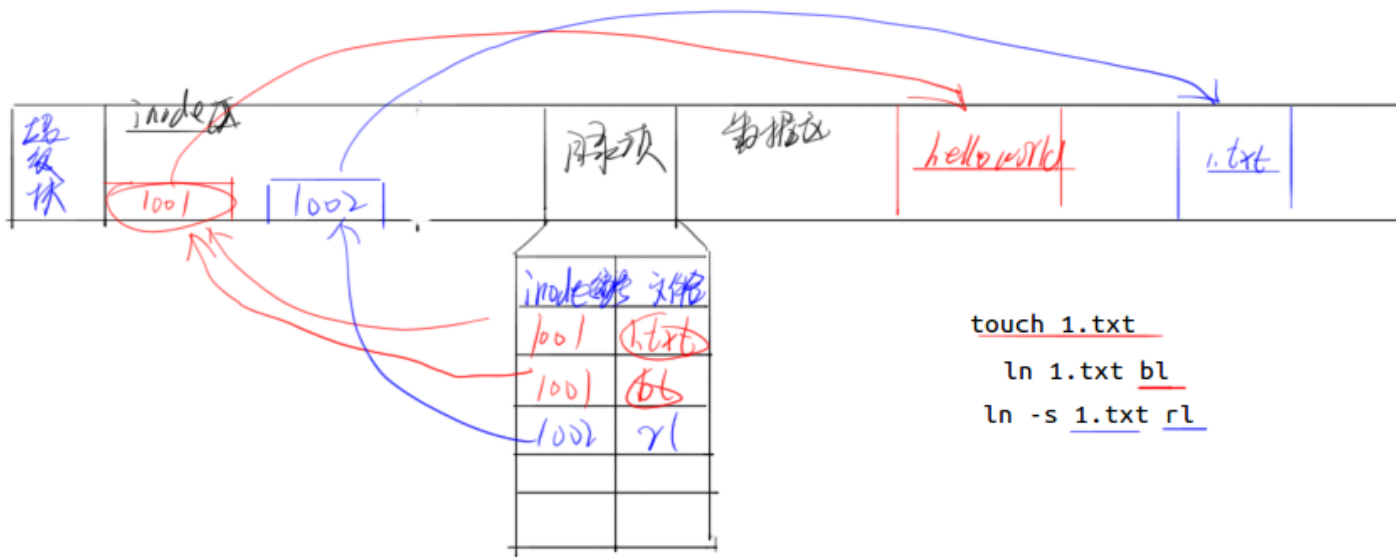 超级块
inode区
1001
1002
目录项
数据区
hello world
1.txt
inode编号 文件名
1001 1.txt
1001 bl
1002 rl
touch 1.txt
ln 1.txt bl
ln -s 1.txt rl